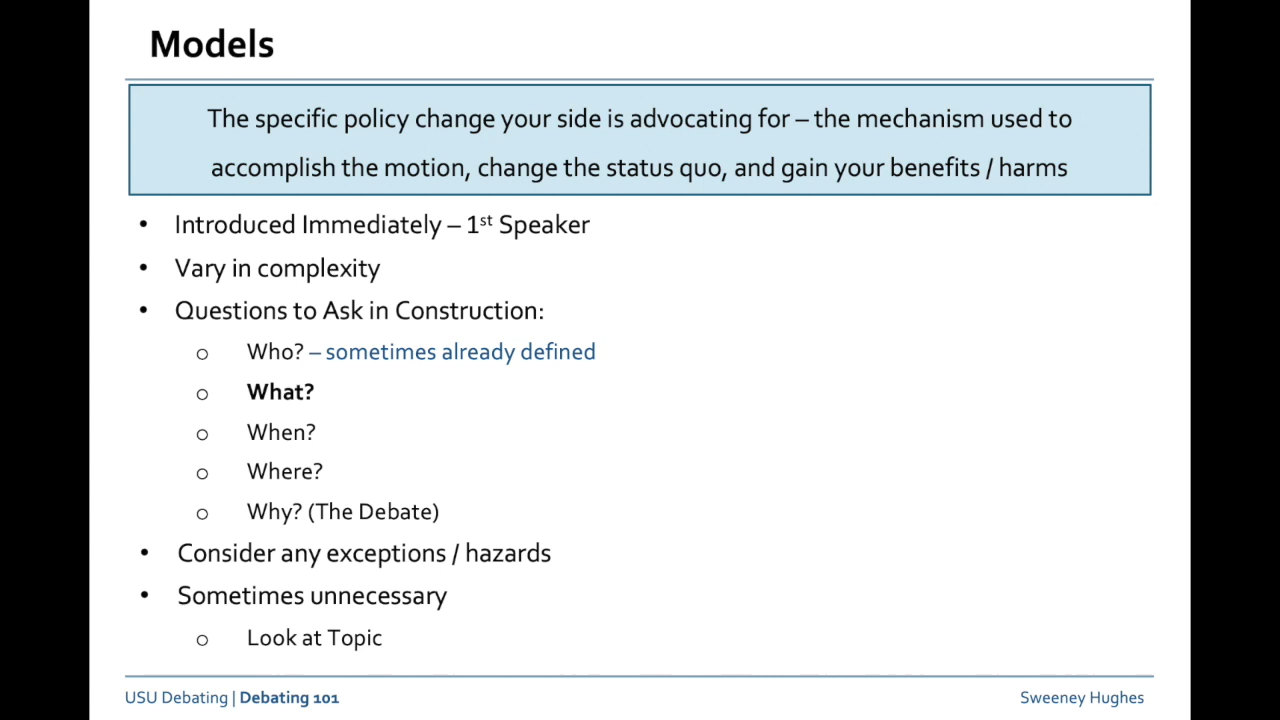 Models
The specific policy change your side is advocating for – the mechanism used to
accomplish the motion, change the status quo, and gain your benefits / harms
• Introduced Immediately – 1st Speaker
• Vary in complexity
• Questions to Ask in Construction:
o Who? – sometimes already defined
o What?
o When?
o Where?
o Why? (The Debate)
• Consider any exceptions / hazards
• Sometimes unnecessary
o Look at Topic
USU Debating | Debating 101
Sweeney Hughes